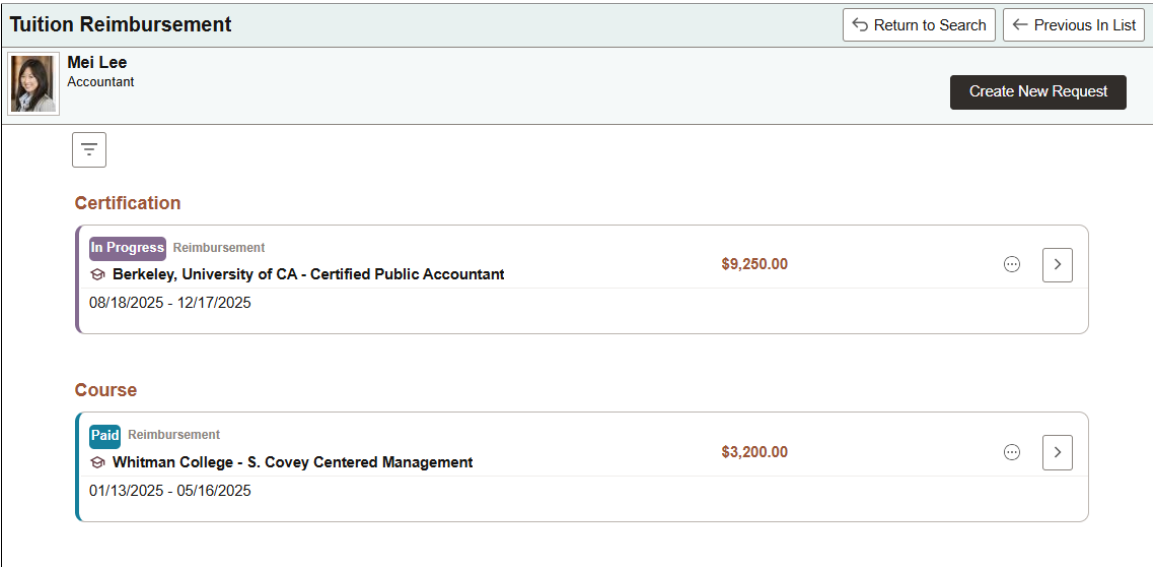 Tuition Reimbursement
Return to Search
Previous In List
Mei Lee
Accountant
Create New Request
Certification
In Progress Reimbursement
Berkeley, University of CA - Certified Public Accountant
$9,250.00
08/18/2025 - 12/17/2025
Course
Paid Reimbursement
Whitman College - S. Covey Centered Management
$3,200.00
01/13/2025 - 05/16/2025